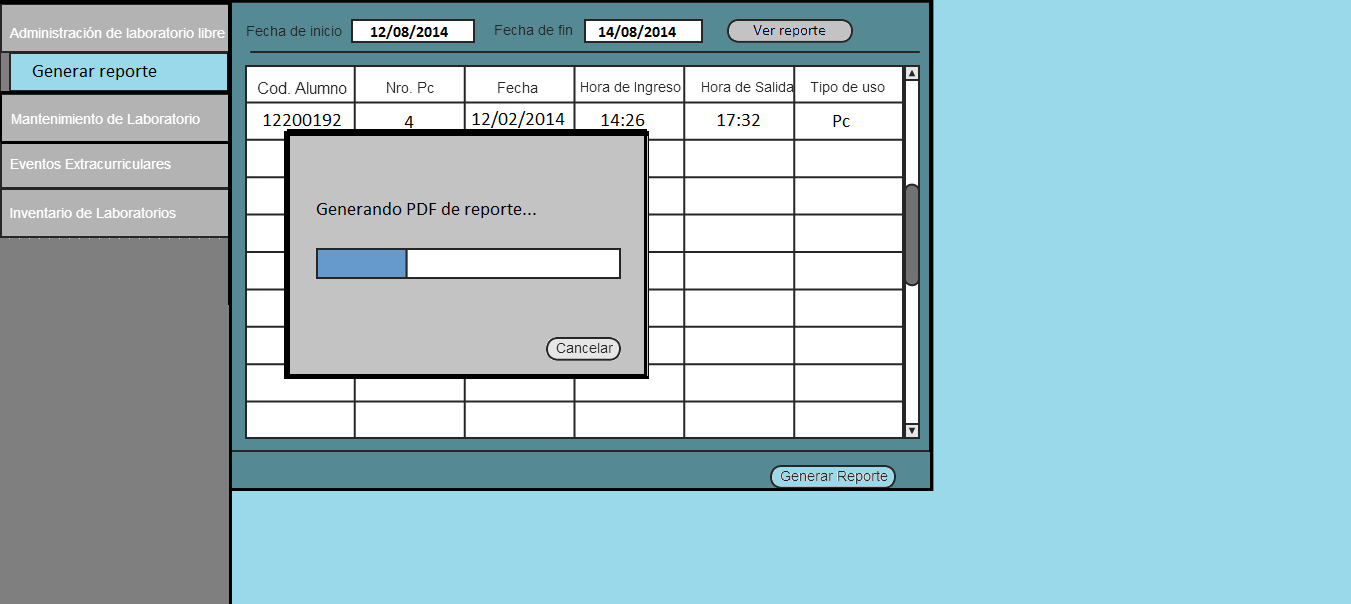 Administración de laboratorio libre
Generar reporte
Mantenimiento de Laboratorio
Eventos Extracurriculares
Inventario de Laboratorios
Fecha de inicio 12/08/2014 Fecha de fin 14/08/2014 Ver reporte
Cod. Alumno Nro. Pc Fecha Hora de Ingreso Hora de Salida Tipo de uso
12200192 4 12/02/2014 14:26 17:32 Pc
Generando PDF de reporte...
Cancelar
Generar Reporte